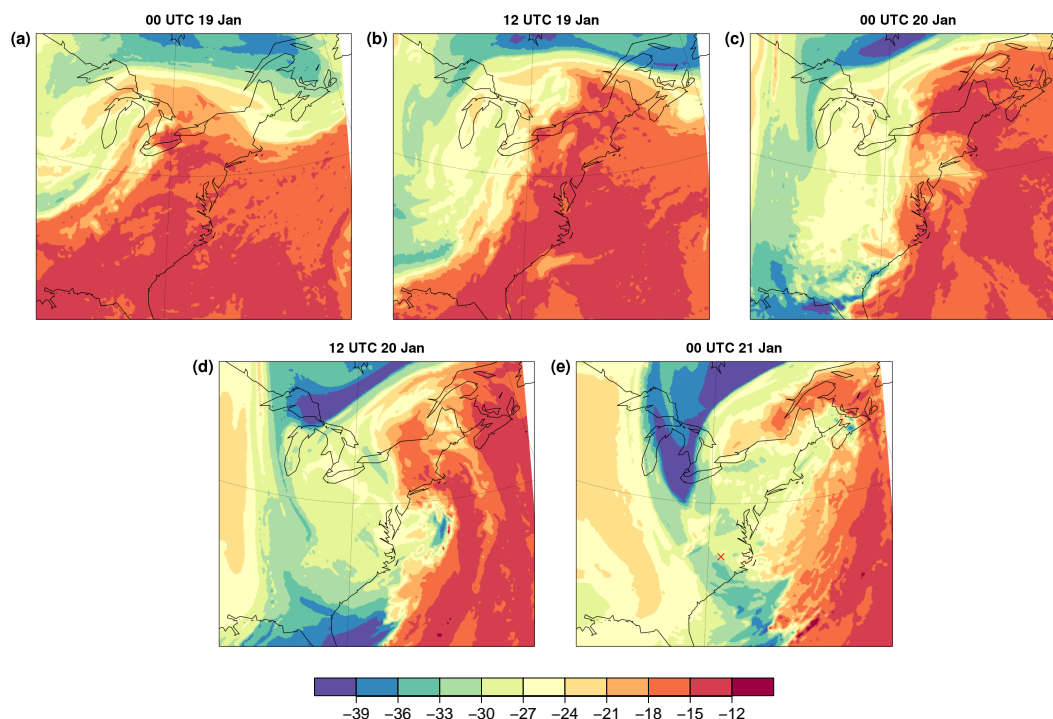 00 UTC 19 Jan
12 UTC 19 Jan
00 UTC 20 Jan
(a)
(b)
(c)
12 UTC 20 Jan
00 UTC 21 Jan
(d)
(e)
−39 −36 −33 −30 −27 −24 −21 −18 −15 −12